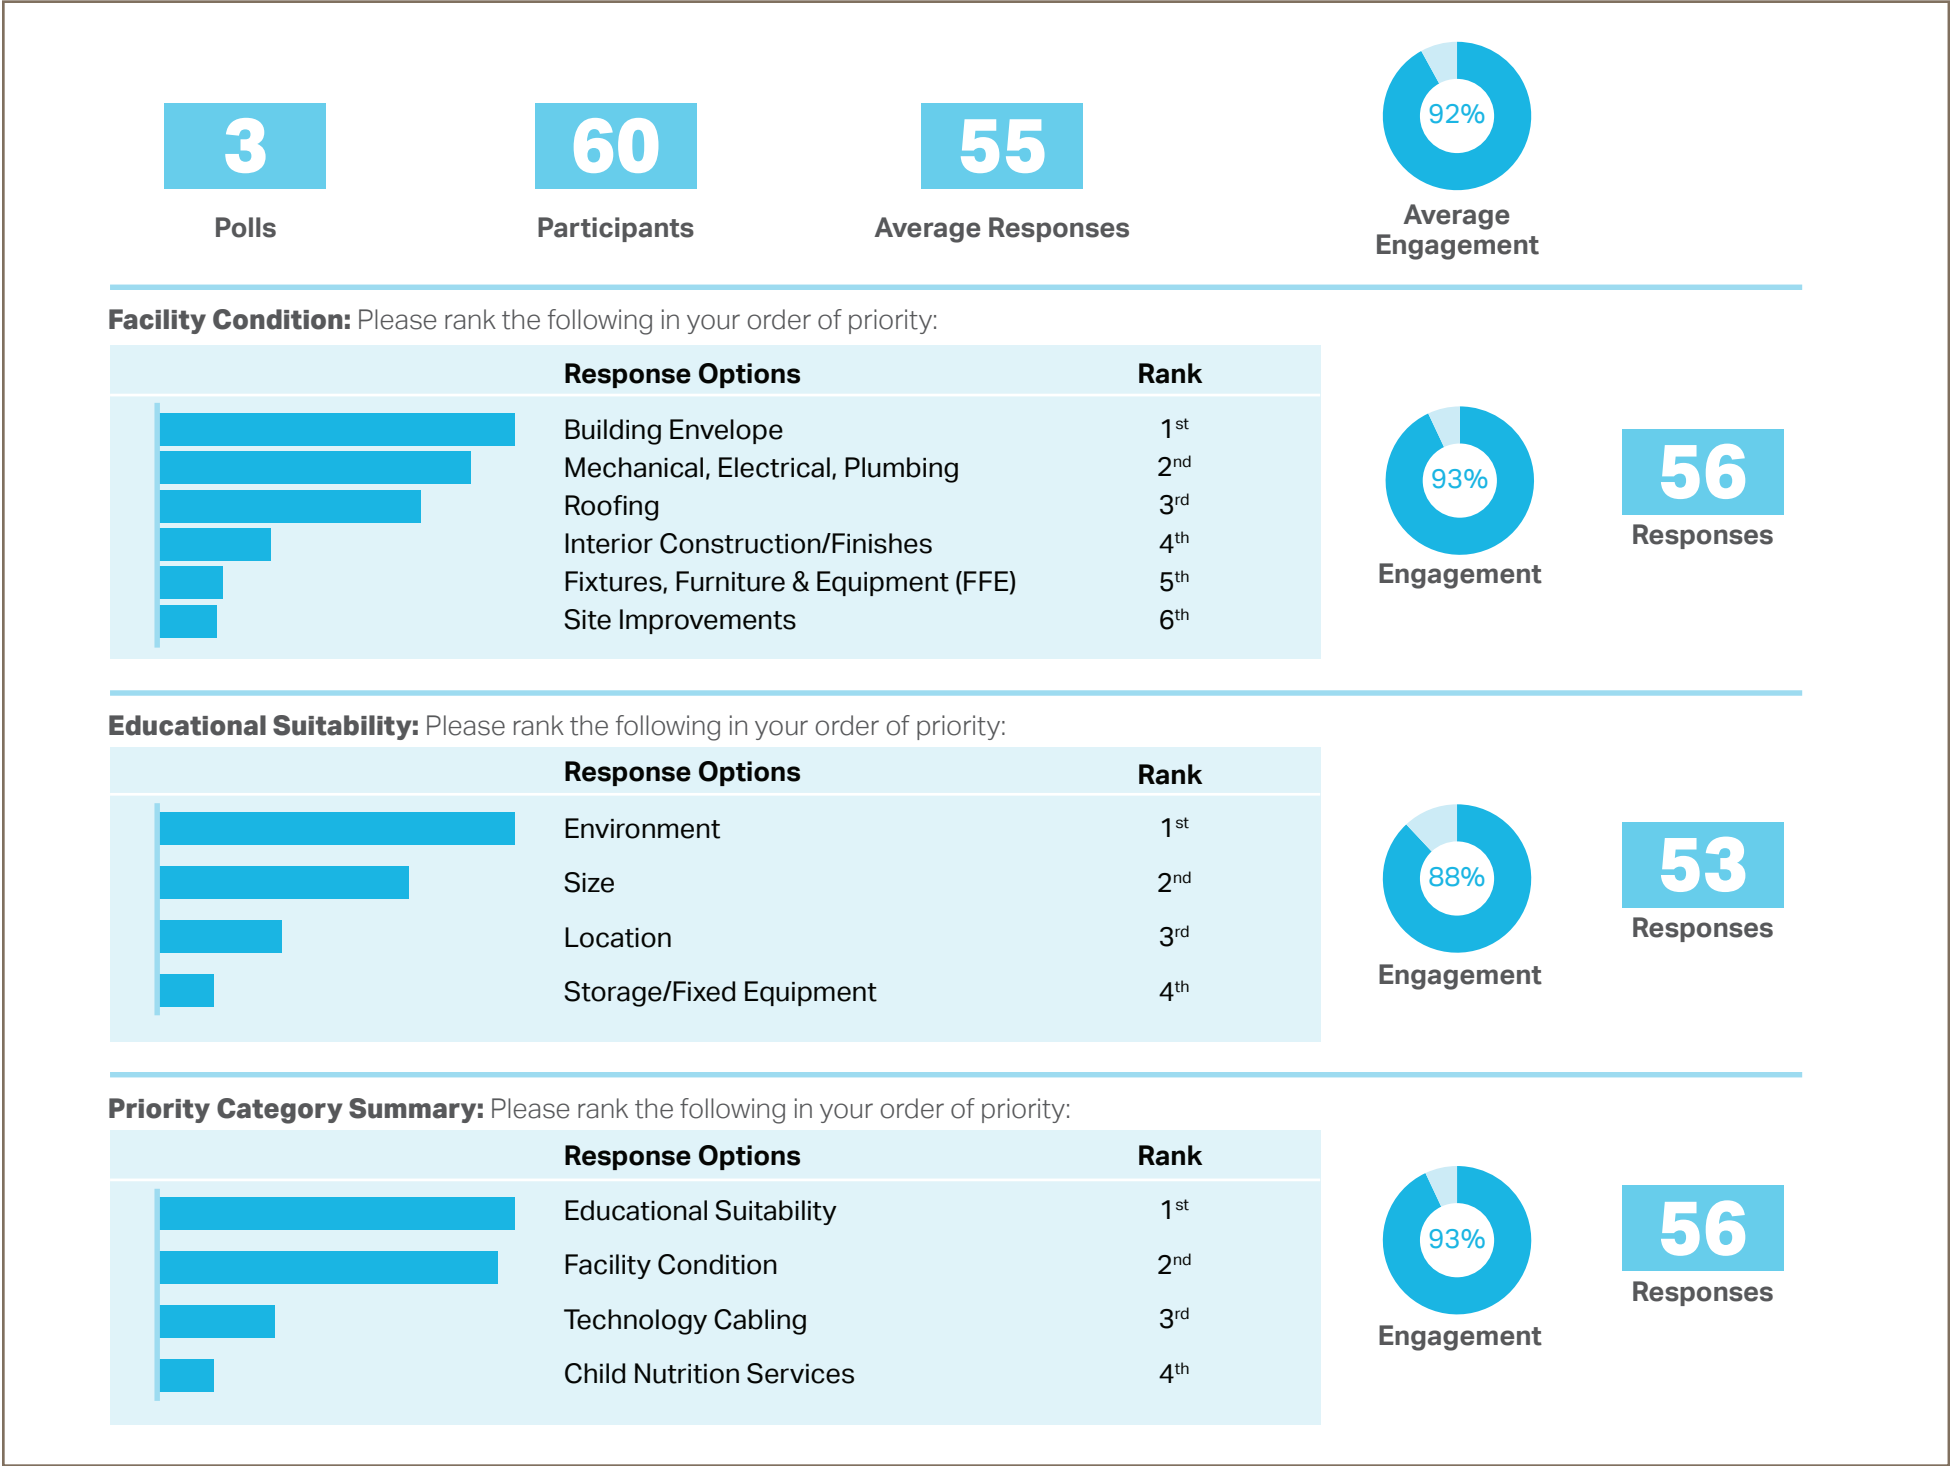 3
Polls
60
Participants
55
Average Responses
92%
Average
Engagement
Facility Condition: Please rank the following in your order of priority:
Response Options Rank
Building Envelope 1st
Mechanical, Electrical, Plumbing 2nd
Roofing 3rd
Interior Construction/Finishes 4th
Fixtures, Furniture & Equipment (FFE) 5th
Site Improvements 6th
93%
Engagement
56
Responses
Educational Suitability: Please rank the following in your order of priority:
Response Options Rank
Environment 1st
Size 2nd
Location 3rd
Storage/Fixed Equipment 4th
88%
Engagement
53
Responses
Priority Category Summary: Please rank the following in your order of priority:
Response Options Rank
Educational Suitability 1st
Facility Condition 2nd
Technology Cabling 3rd
Child Nutrition Services 4th
93%
Engagement
56
Responses